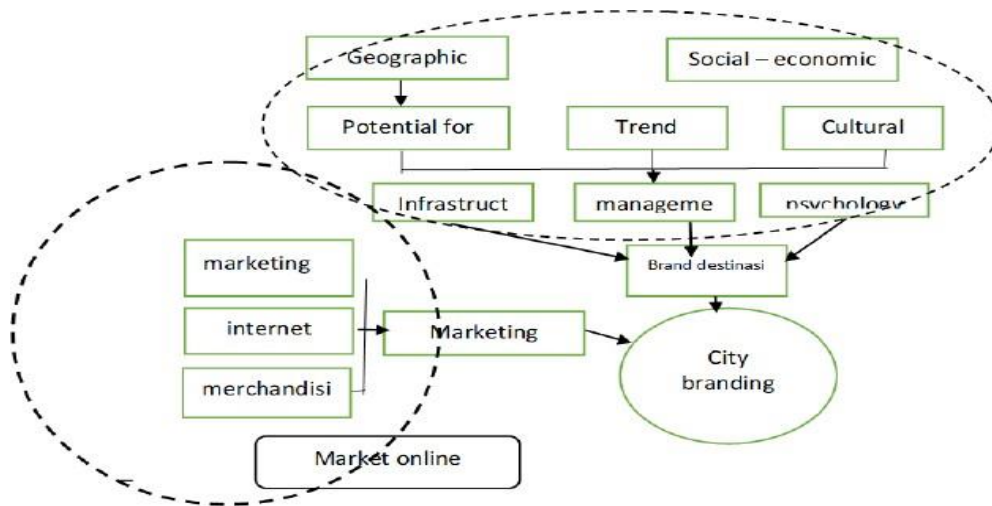 Geographic
Social – economic
Potential for
Trend
Cultural
Infrastruct
manageme
psychology
Brand destinasi
marketing
internet
merchandisi
Marketing
City
branding
Market online